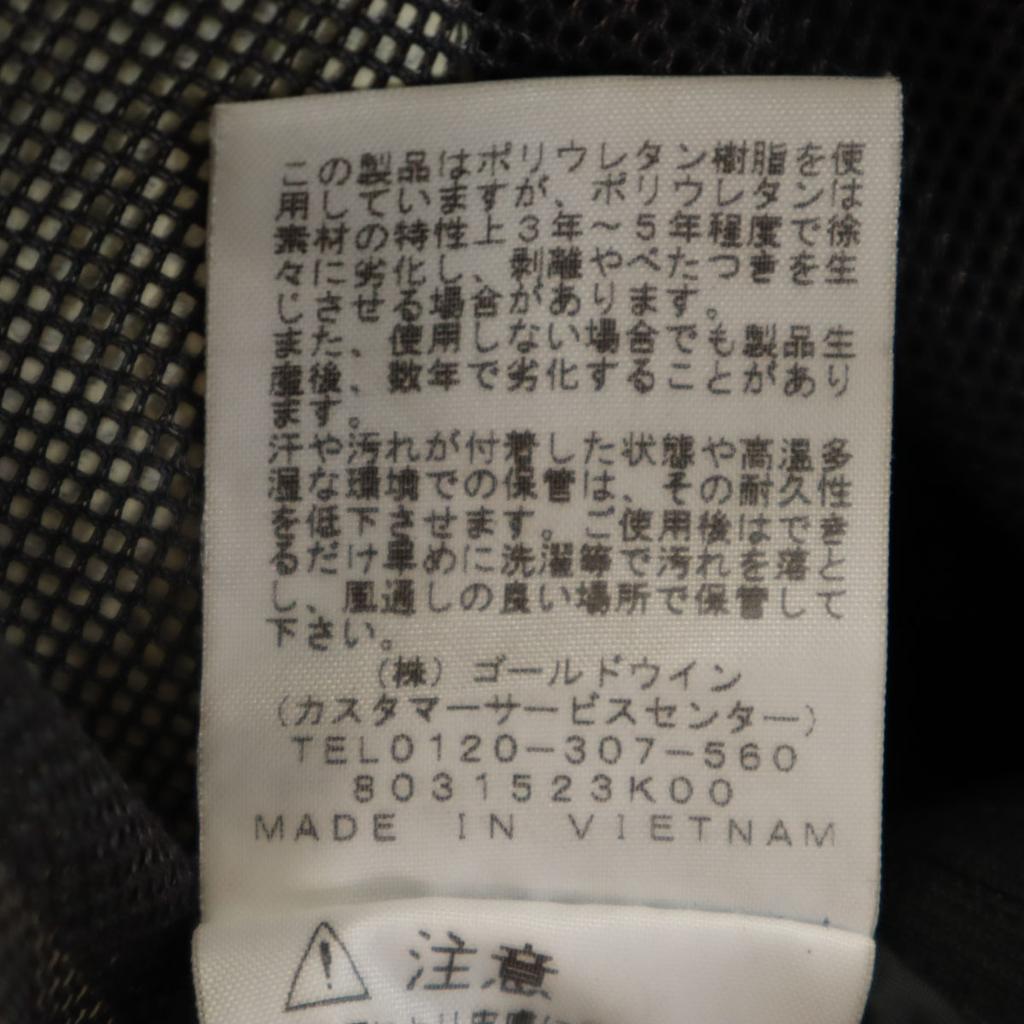 この製品はポリウレタン樹脂を使
用していますが、ポリウレタンは
素材の特性上3年～5年程度で徐
々に劣化し、剥離やべたつきを生
じさせる場合があります。
また、使用しない場合でも製品生
産後、数年で劣化することがあり
ます。
汗や汚れが付着した状態や高温多
湿な環境での保管は、その耐久性
を低下させます。ご使用後はでき
るだけ早めに洗濯等で汚れを落と
し、風通しの良い場所で保管して
下さい。
(株) ゴールドウイン
(カスタマーサービスセンター)
TEL0120-307-560
8031523K00
MADE IN VIETNAM
注意